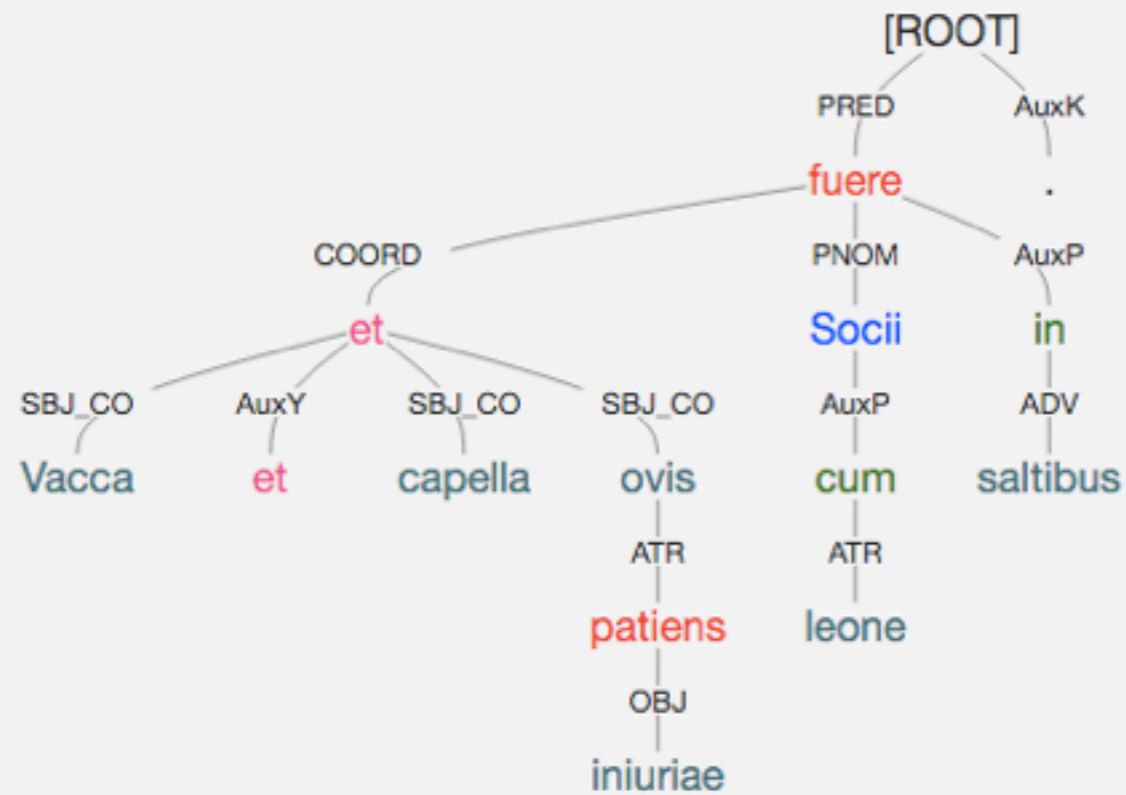 [ROOT]
PRED AuxK
fuere .
COORD PNOM AuxP
et Socii in
SBJ_CO AuxY SBJ_CO SBJ_CO AuxP ADV
Vacca et capella ovis cum saltibus
ATR ATR
patiens leone
OBJ
iniuriae